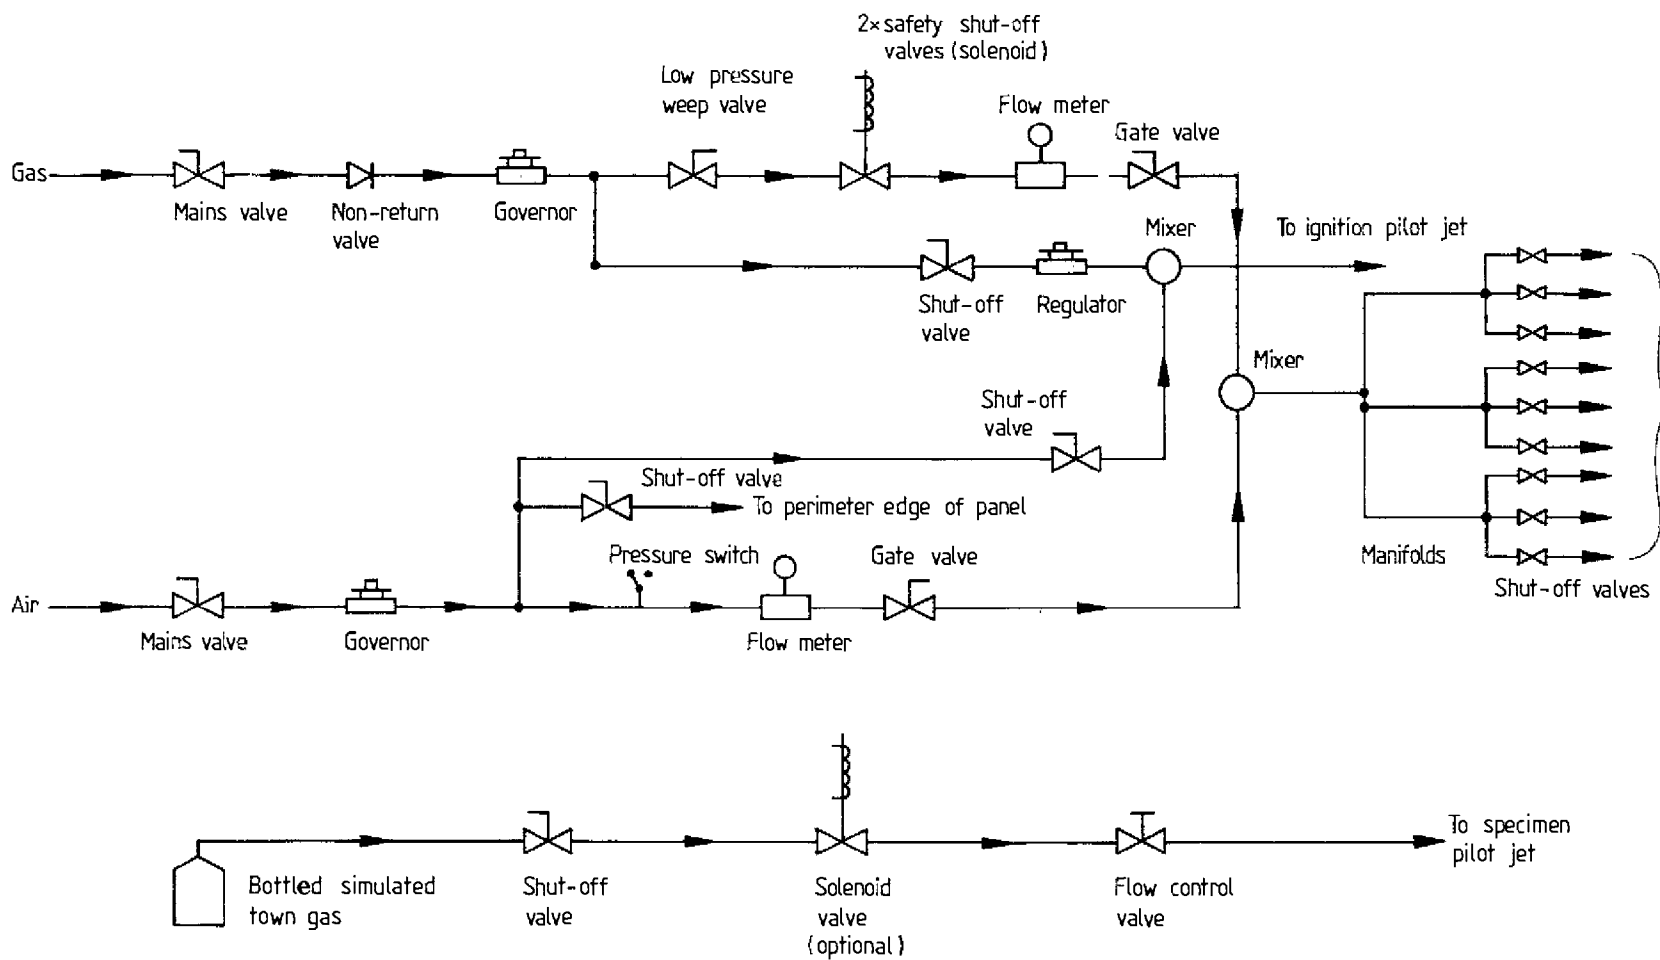 2×safety shut-off
valves (solenoid)
Low pressure
weep valve
Flow meter
Gate valve
Gas
Mains valve
Non-return
valve
Governor
Mixer
To ignition pilot jet
Shut-off
valve
Regulator
Mixer
Shut-off
valve
Shut-off valve
To perimeter edge of panel
Pressure switch
Gate valve
Manifolds
Shut-off valves
Air
Mains valve
Governor
Flow meter
To specimen
pilot jet
Bottled simulated
town gas
Shut-off
valve
Solenoid
valve
(optional)
Flow control
valve